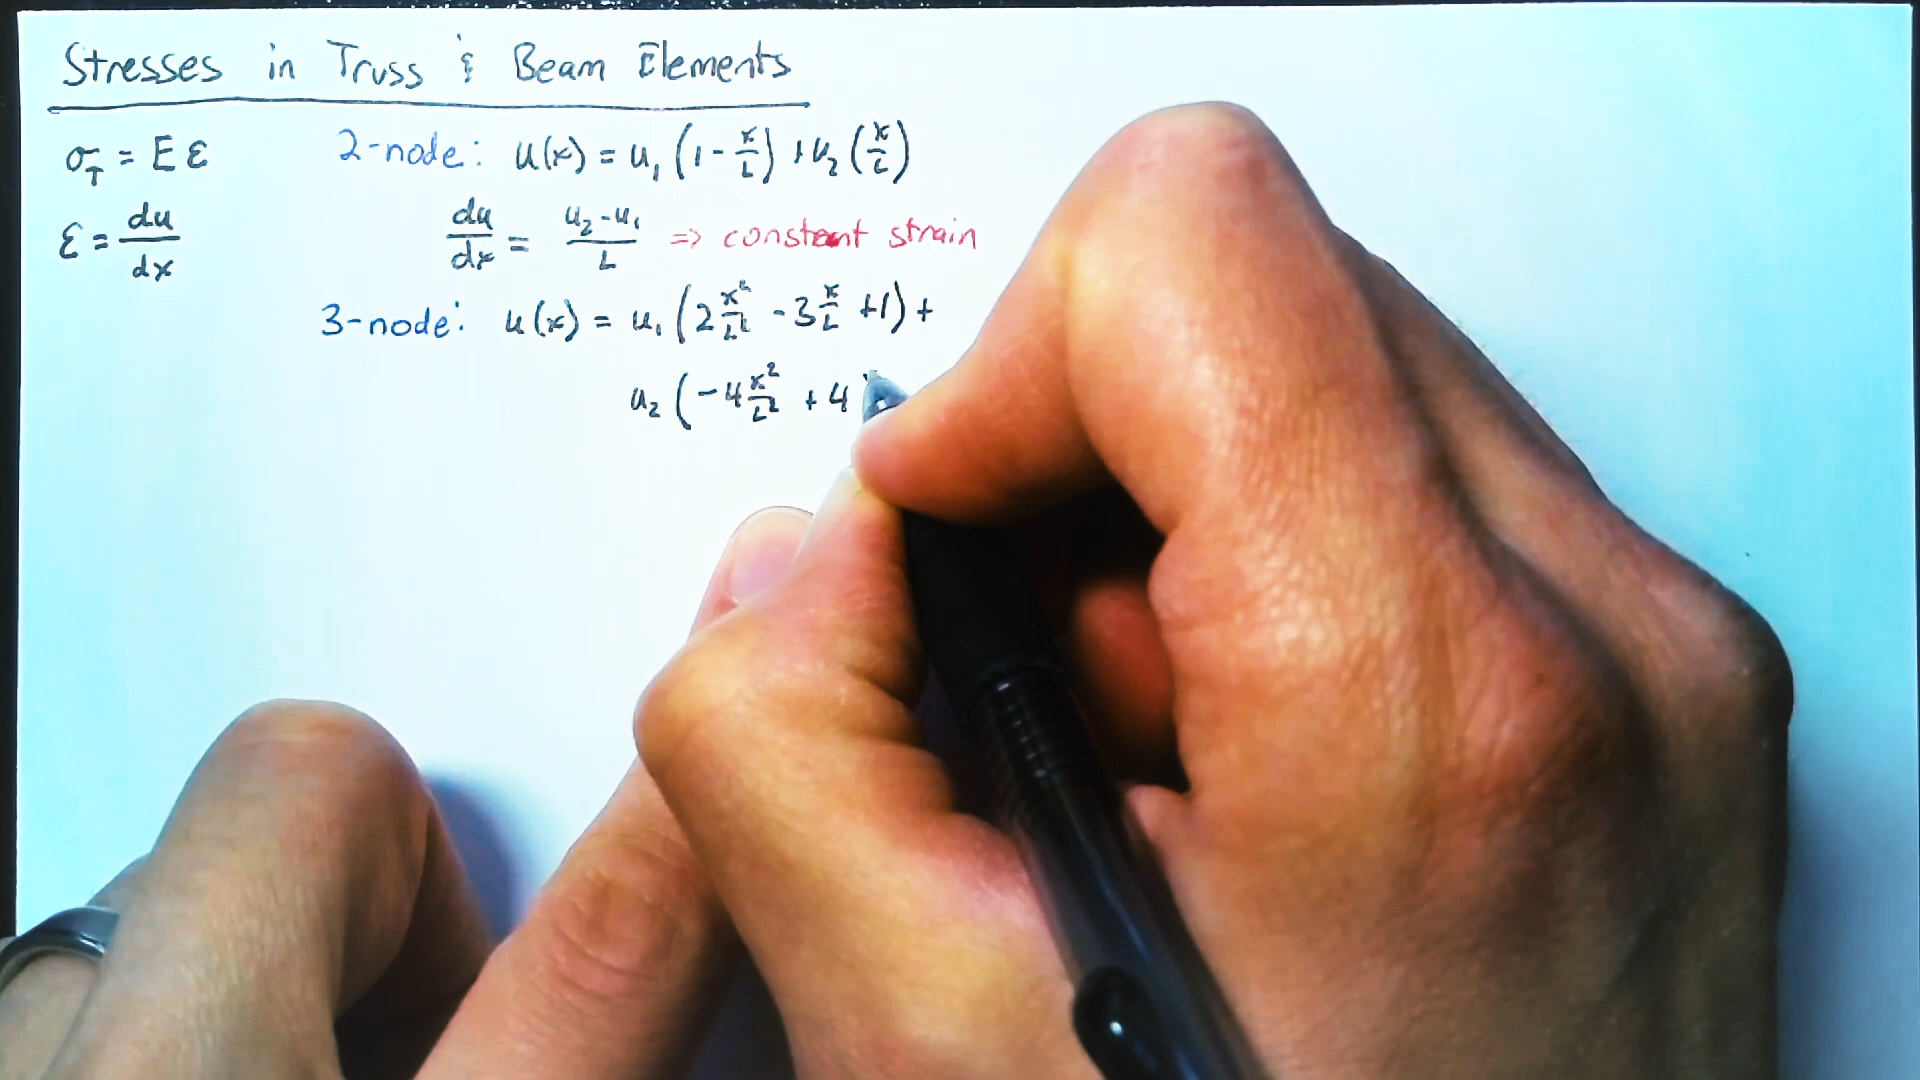 Stresses in Truss & Beam Elements
σ_T = E ε
ε = du/dx
2-node: u(x) = u₁ (1 - x/L) + u₂ (x/L)
du/dx = (u₂ - u₁)/L ⇒ constant strain
3-node: u(x) = u₁ (2 x²/L² - 3 x/L + 1) +
u₂ (-4 x²/L² + 4